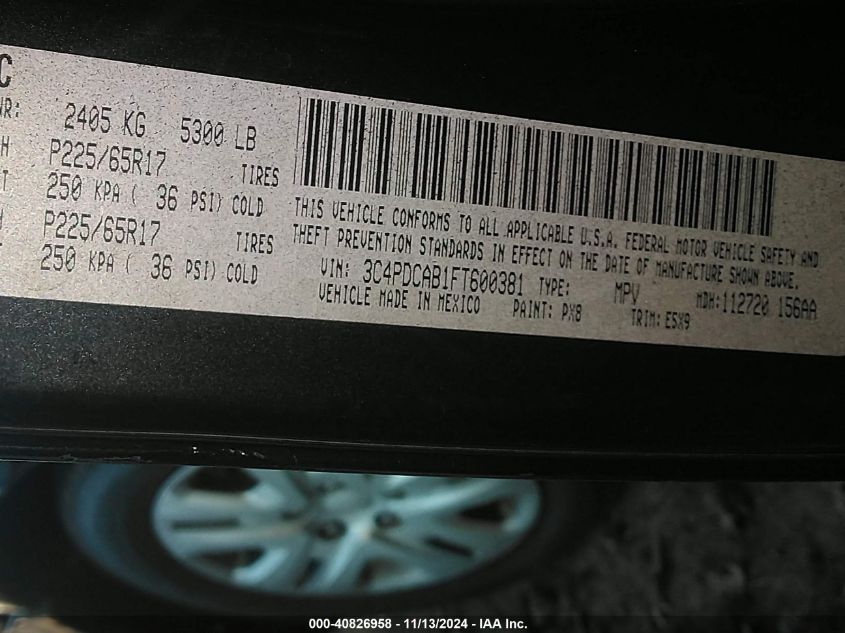 C
WR: 2405 KG 5300 LB
P225/65R17 TIRES
250 KPA ( 36 PSI) COLD
P225/65R17 TIRES
250 KPA ( 36 PSI) COLD
THIS VEHICLE CONFORMS TO ALL APPLICABLE U.S.A. FEDERAL MOTOR VEHICLE SAFETY AND
THEFT PREVENTION STANDARDS IN EFFECT ON THE DATE OF MANUFACTURE SHOWN ABOVE.
VIN: 3C4PDCAB1FT600381 TYPE: MPV MDH:112720 156AA
VEHICLE MADE IN MEXICO PAINT: PX8 TRIM: E5X9
000-40826958 - 11/13/2024 - IAA Inc.